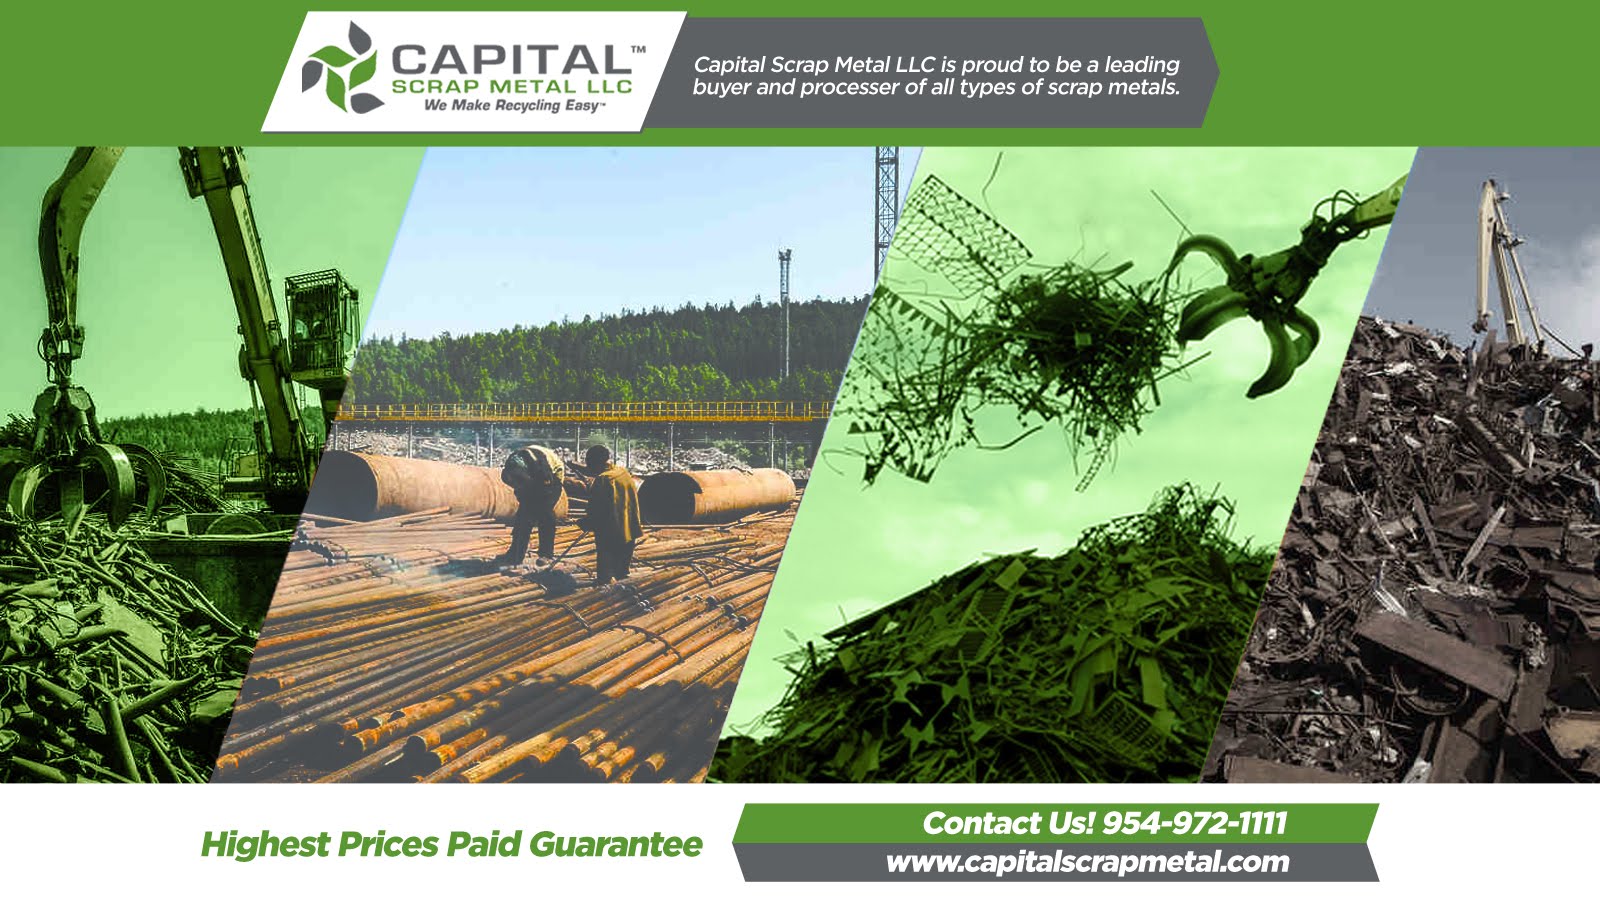 CAPITAL™
SCRAP METAL LLC
We Make Recycling Easy™
Capital Scrap Metal LLC is proud to be a leading
buyer and processer of all types of scrap metals.
Highest Prices Paid Guarantee
Contact Us! 954-972-1111
www.capitalscrapmetal.com